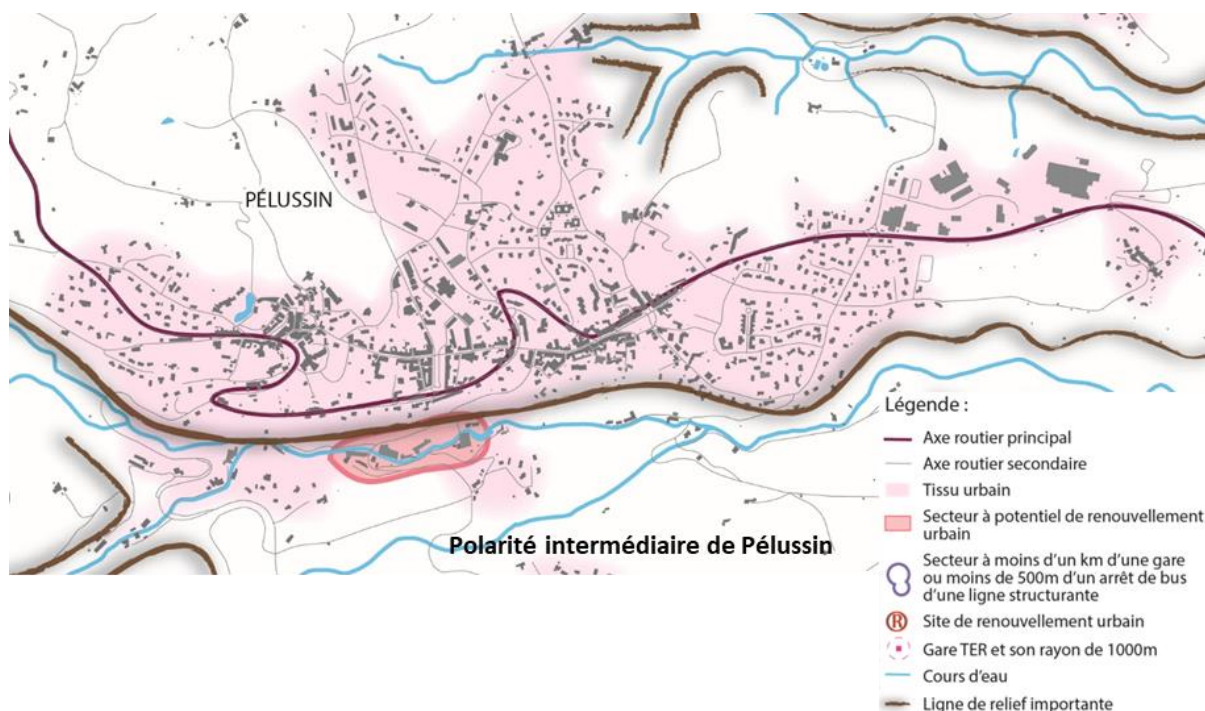 PÉLUSSIN
Polarité intermédiaire de Pélussin
Légende :
Axe routier principal
Axe routier secondaire
Tissu urbain
Secteur à potentiel de renouvellement
urbain
Secteur à moins d'un km d'une gare
ou moins de 500m d'un arrêt de bus
d'une ligne structurante
R
Site de renouvellement urbain
Gare TER et son rayon de 1000m
Cours d'eau
Ligne de relief importante